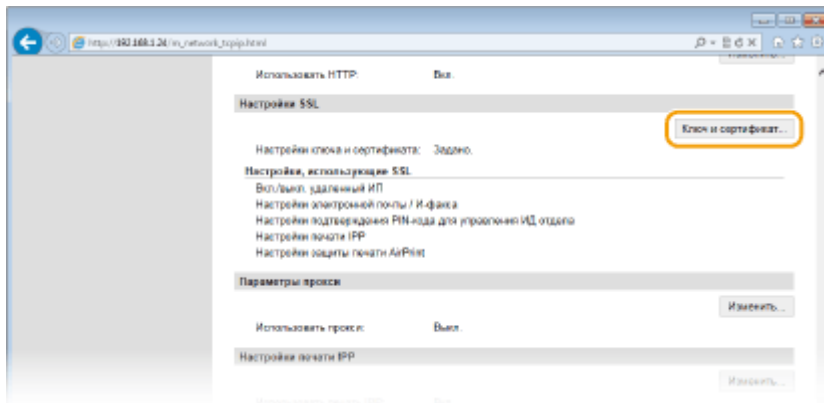 http://192.168.1.24/m_network_tcpip.html
Использовать HTTP: Вкл.
Настройки SSL
Ключ и сертификат...
Настройки ключа и сертификата: Задано.
Настройки, использующие SSL
Вкл./выкл. удаленный ИП
Настройки электронной почты / И-факса
Настройки подтверждения PIN-кода для управления ИД отдела
Настройки печати IPP
Настройки защиты печати AirPrint
Параметры прокси
Изменить...
Использовать прокси: Выкл.
Настройки печати IPP
Изменить...